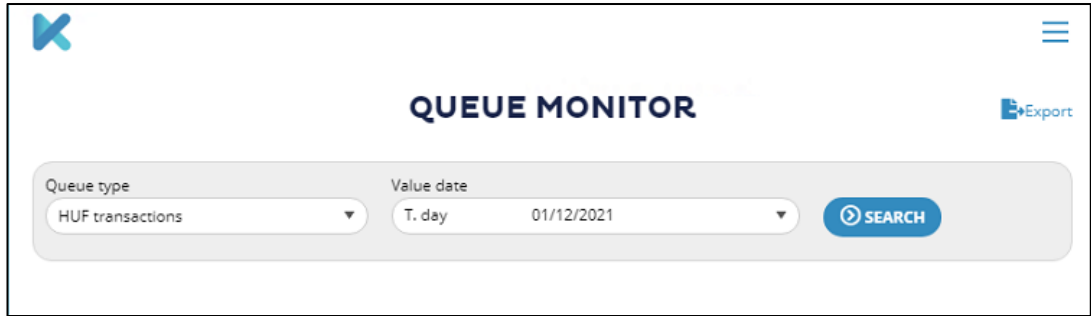 QUEUE MONITOR
Export
Queue type Value date
HUF transactions T. day 01/12/2021 SEARCH